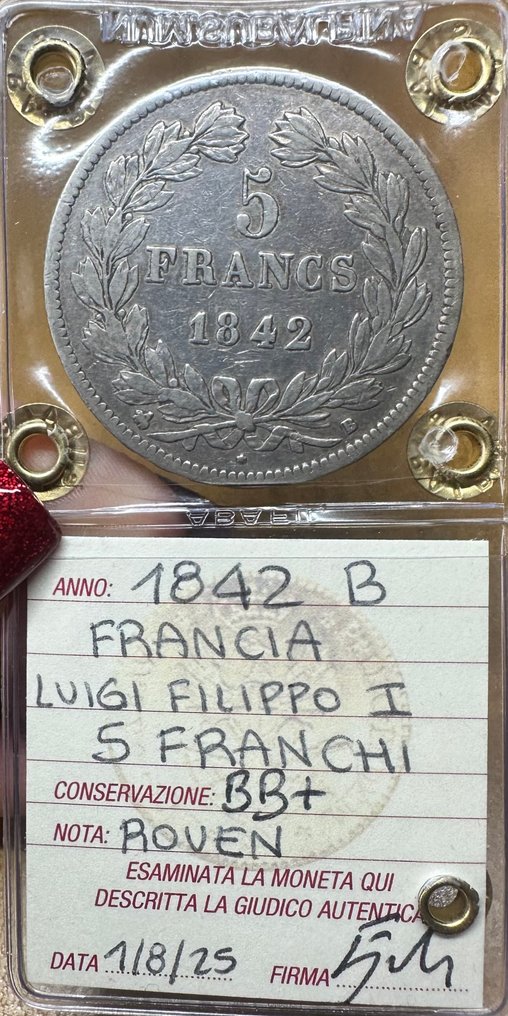 5
FRANCS
1842
B
ANNO: 1842 B
FRANCIA
LUIGI FILIPPO I
5 FRANCHI
CONSERVAZIONE: BB+
NOTA: ROUEN
ESAMINATA LA MONETA QUI
DESCRITTA LA GIUDICO AUTENTICA
DATA 1/8/25 FIRMA